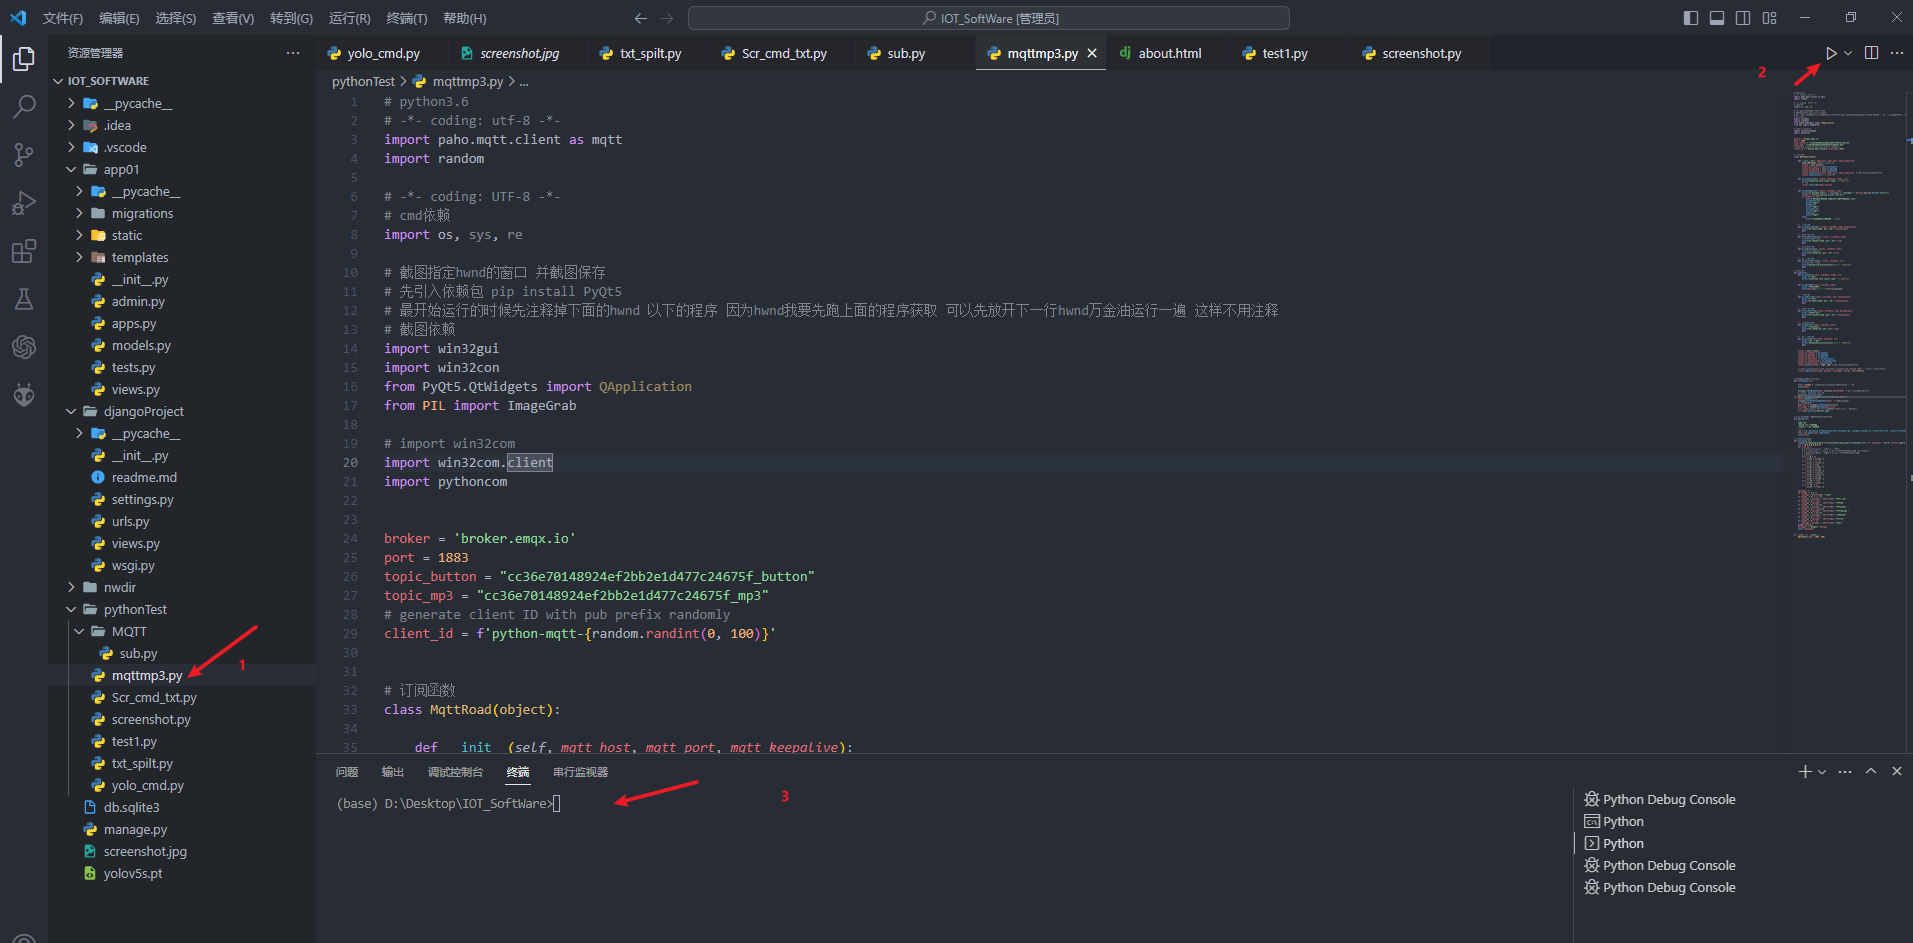 文件(F) 编辑(E) 选择(S) 查看(V) 转到(G) 运行(R) 终端(T) 帮助(H) IOT_SoftWare [管理员]
资源管理器
yolo_cmd.py screenshot.jpg txt_spilt.py Scr_cmd_txt.py sub.py mqttmp3.py about.html test1.py screenshot.py
2
IOT_SOFTWARE
__pycache__
.idea
.vscode
app01
__pycache__
migrations
static
templates
__init__.py
admin.py
apps.py
models.py
tests.py
views.py
djangoProject
__pycache__
__init__.py
readme.md
settings.py
urls.py
views.py
wsgi.py
nwdir
pythonTest
MQTT
sub.py
mqttmp3.py
1
Scr_cmd_txt.py
screenshot.py
test1.py
txt_spilt.py
yolo_cmd.py
db.sqlite3
manage.py
screenshot.jpg
yolov5s.pt
pythonTest > mqttmp3.py > ...
1 # python3.6
2 # -*- coding: utf-8 -*-
3 import paho.mqtt.client as mqtt
4 import random
5
6 # -*- coding: UTF-8 -*-
7 # cmd依赖
8 import os, sys, re
9
10 # 截图指定hwnd的窗口 并截图保存
11 # 先引入依赖包 pip install PyQt5
12 # 最开始运行的时候先注释掉下面的hwnd 以下的程序 因为hwnd我要先跑上面的程序获取 可以先放开下一行hwnd万金油运行一遍 这样不用注释
13 # 截图依赖
14 import win32gui
15 import win32con
16 from PyQt5.QtWidgets import QApplication
17 from PIL import ImageGrab
18
19 # import win32com
20 import win32com.client
21 import pythoncom
22
23
24 broker = 'broker.emqx.io'
25 port = 1883
26 topic_button = "cc36e70148924ef2bb2e1d477c24675f_button"
27 topic_mp3 = "cc36e70148924ef2bb2e1d477c24675f_mp3"
28 # generate client ID with pub prefix randomly
29 client_id = f'python-mqtt-{random.randint(0, 100)}'
30
31
32 # 订阅函数
33 class MqttRoad(object):
34
35 def __init__(self, mqtt_host, mqtt_port, mqtt_keepalive):
问题 输出 调试控制台 终端 串行监视器
(base) D:\Desktop\IOT_SoftWare>
3
Python Debug Console
Python
Python
Python Debug Console
Python Debug Console